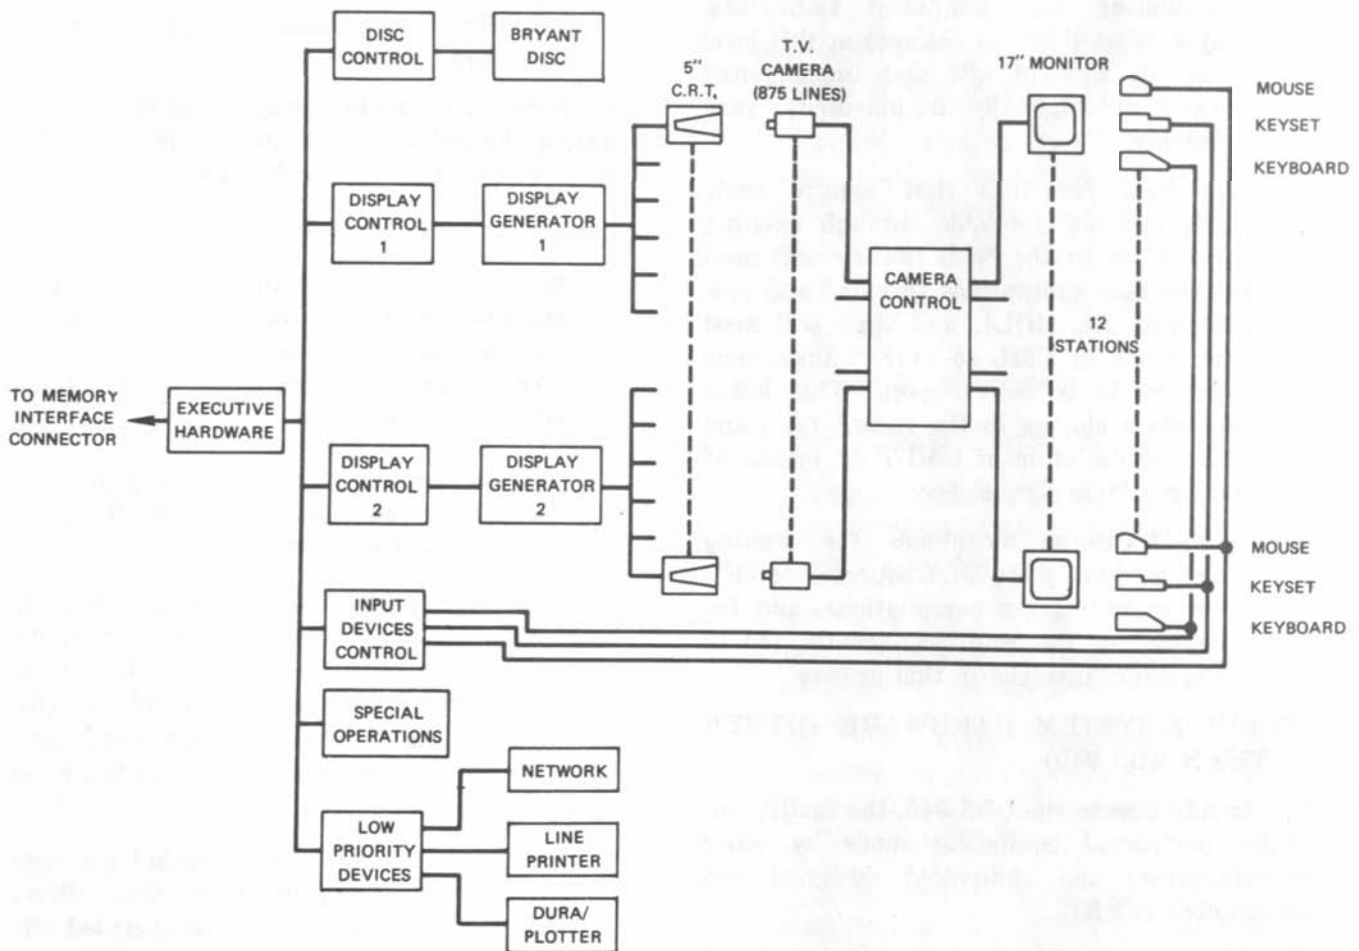 DISC
CONTROL
BRYANT
DISC
5"
C.R.T.
T.V.
CAMERA
(875 LINES)
17" MONITOR
MOUSE
KEYSET
KEYBOARD
DISPLAY
CONTROL
1
DISPLAY
GENERATOR
1
CAMERA
CONTROL
12
STATIONS
TO MEMORY
INTERFACE
CONNECTOR
EXECUTIVE
HARDWARE
DISPLAY
CONTROL
2
DISPLAY
GENERATOR
2
MOUSE
KEYSET
KEYBOARD
INPUT
DEVICES
CONTROL
SPECIAL
OPERATIONS
LOW
PRIORITY
DEVICES
NETWORK
LINE
PRINTER
DURA/
PLOTTER